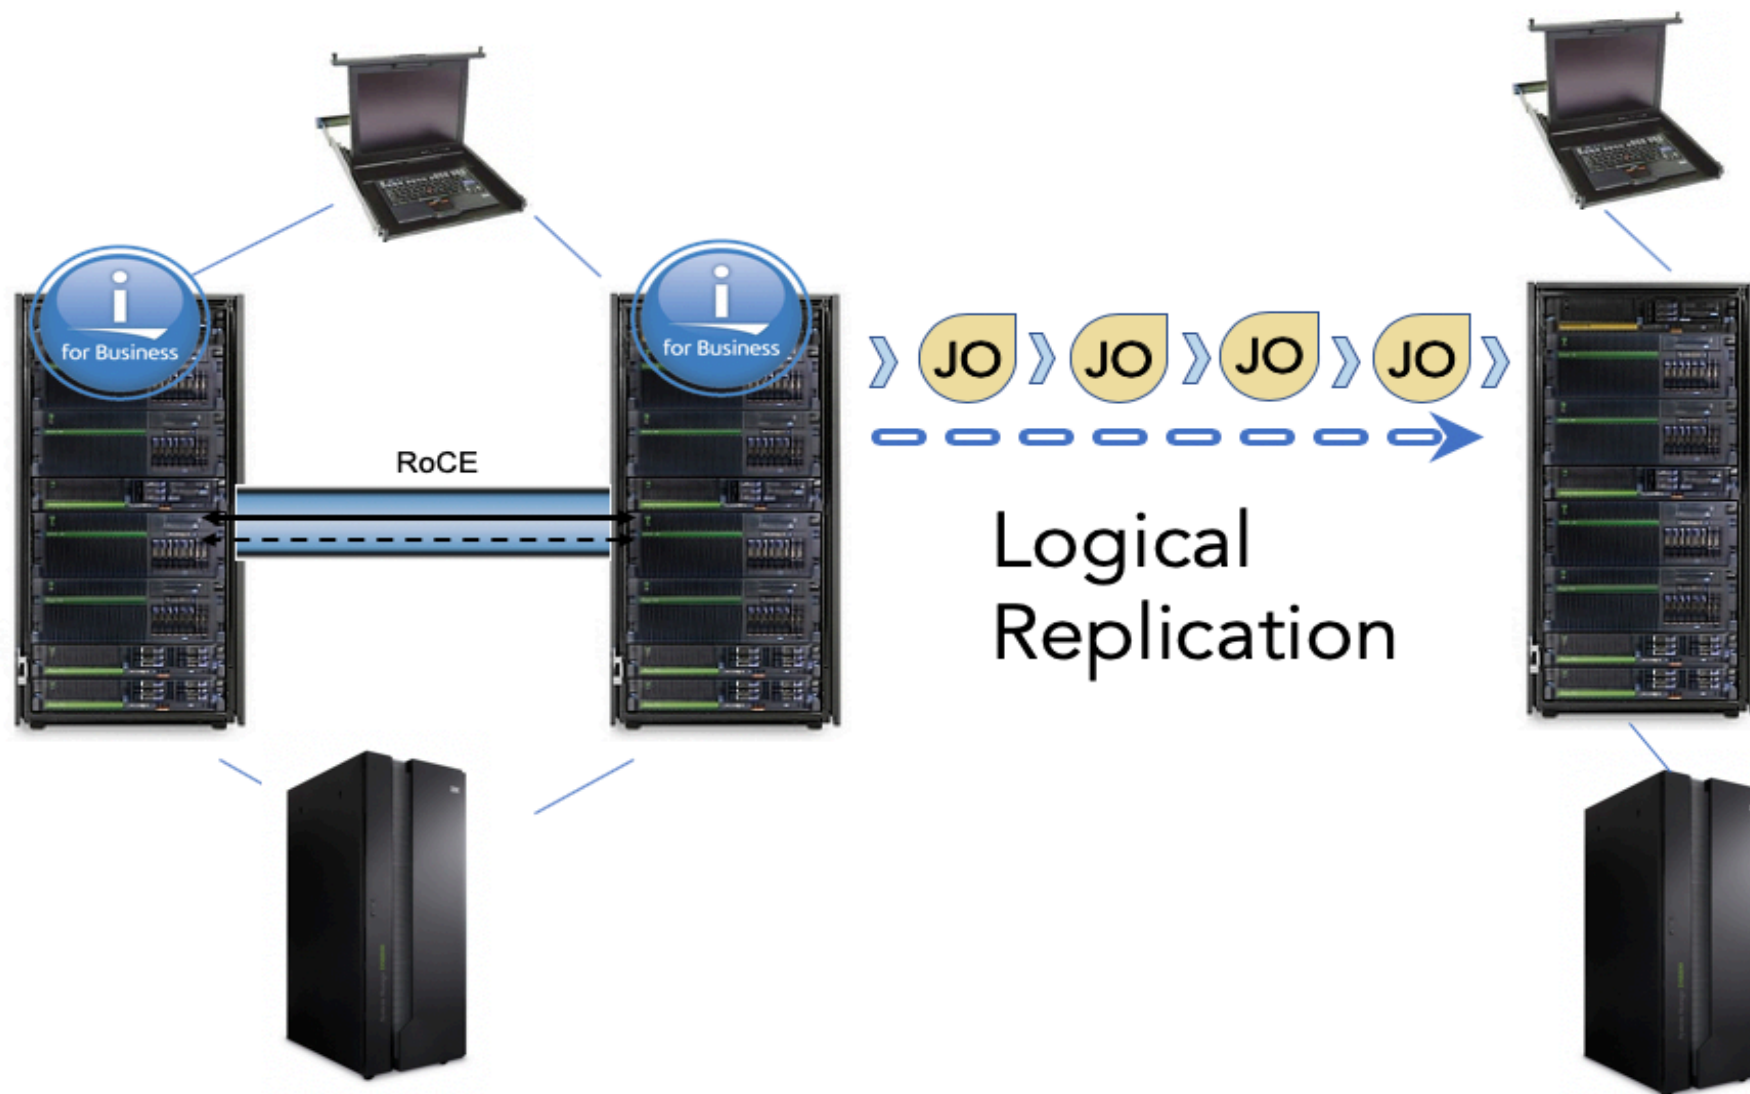 i
for Business
i
for Business
RoCE
JO
JO
JO
JO
Logical
Replication